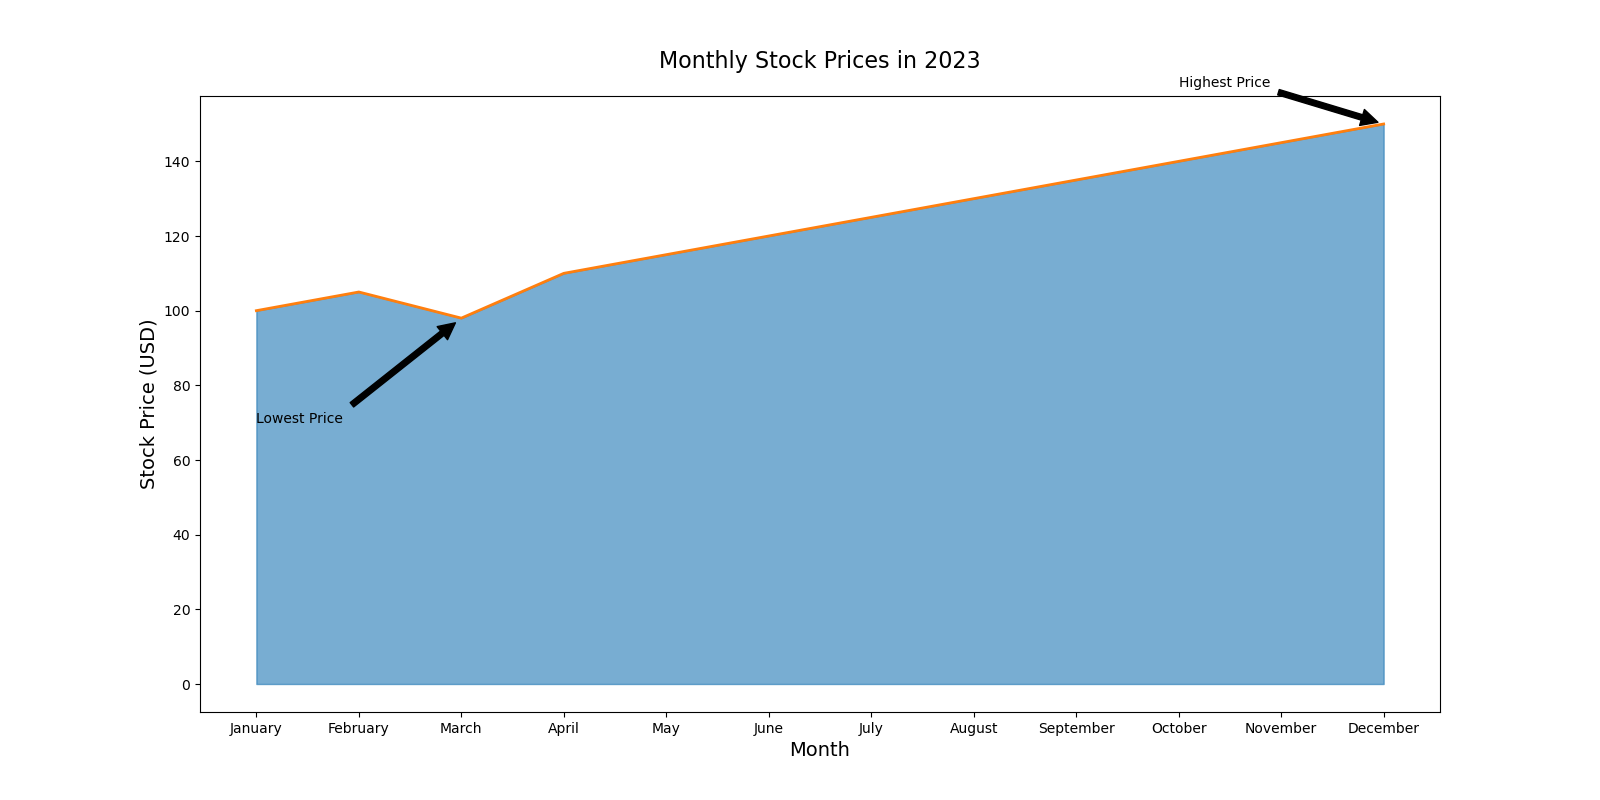 Monthly Stock Prices in 2023
Highest Price
Lowest Price
Stock Price (USD)
140
120
100
80
60
40
20
0
January February March April May June July August September October November December
Month